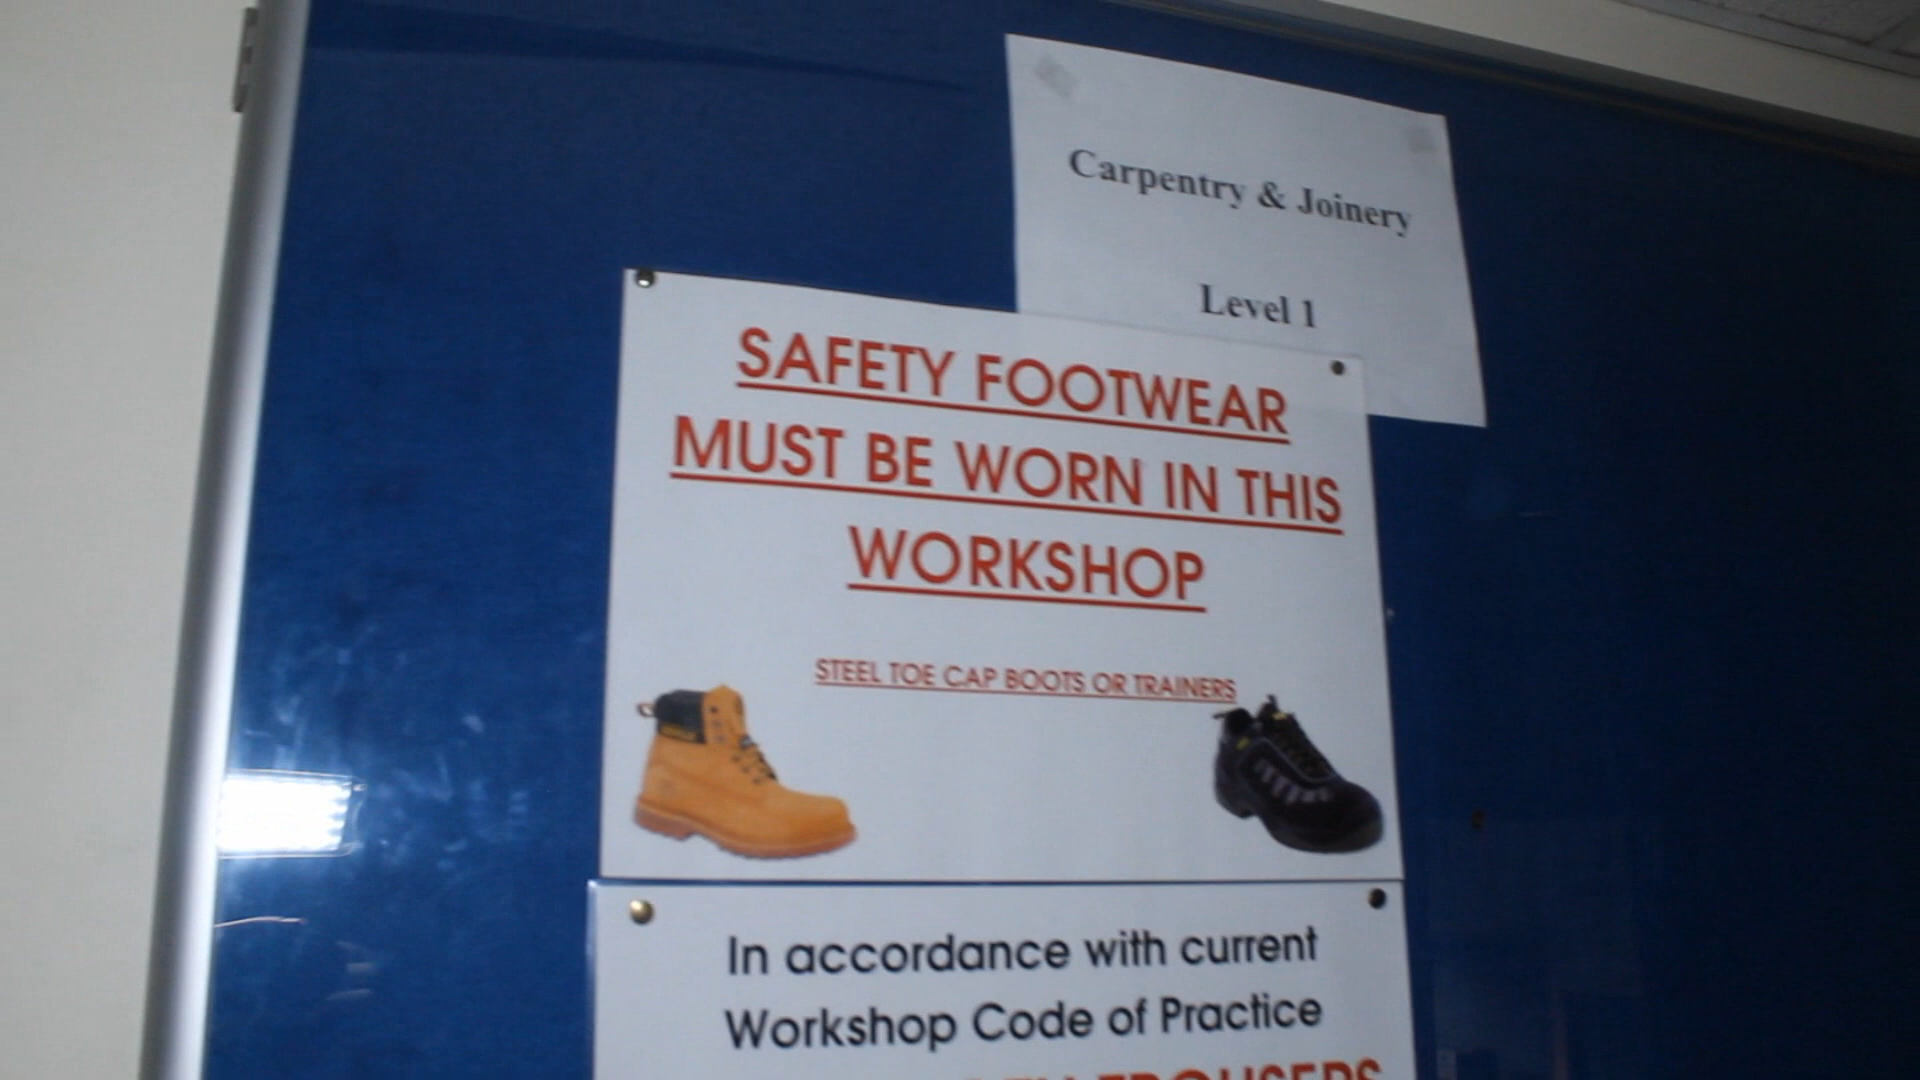 Carpentry & Joinery
Level 1
SAFETY FOOTWEAR
MUST BE WORN IN THIS
WORKSHOP
STEEL TOE CAP BOOTS OR TRAINERS
In accordance with current
Workshop Code of Practice
TROUSERS